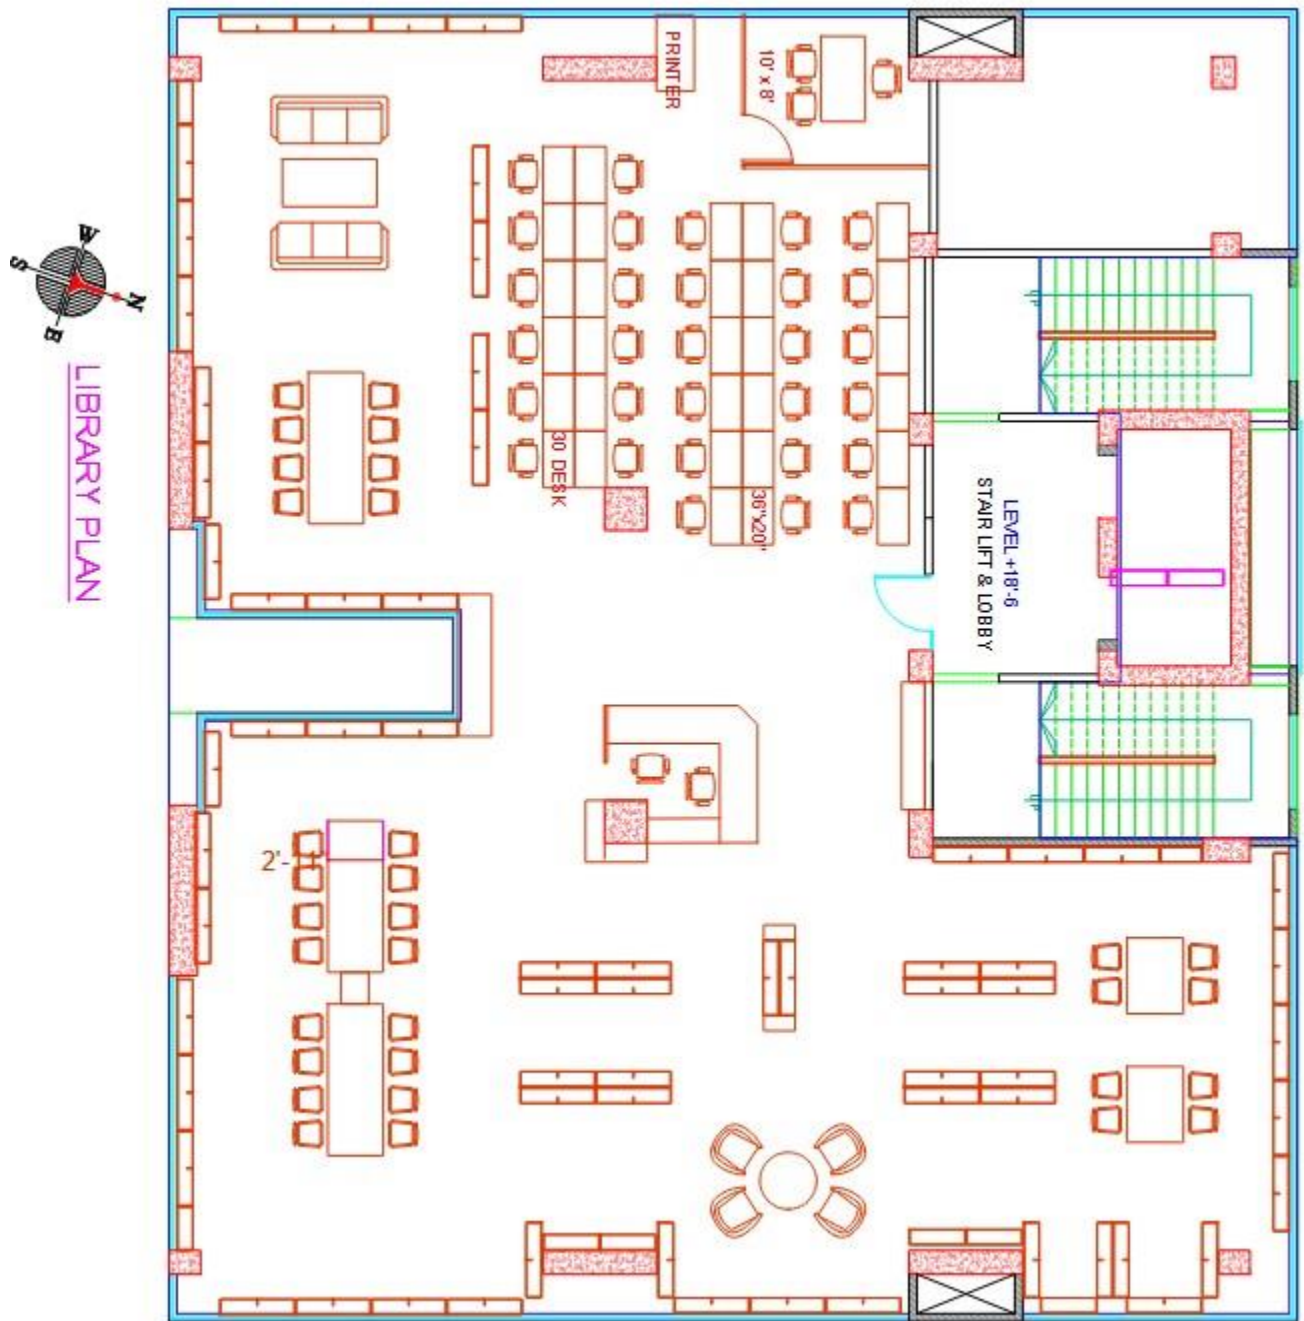 PRINTER
10' x 8'
W
S
N
E
LIBRARY PLAN
30 DESK
36"x20"
LEVEL +18'-6
STAIR LIFT & LOBBY
2'-